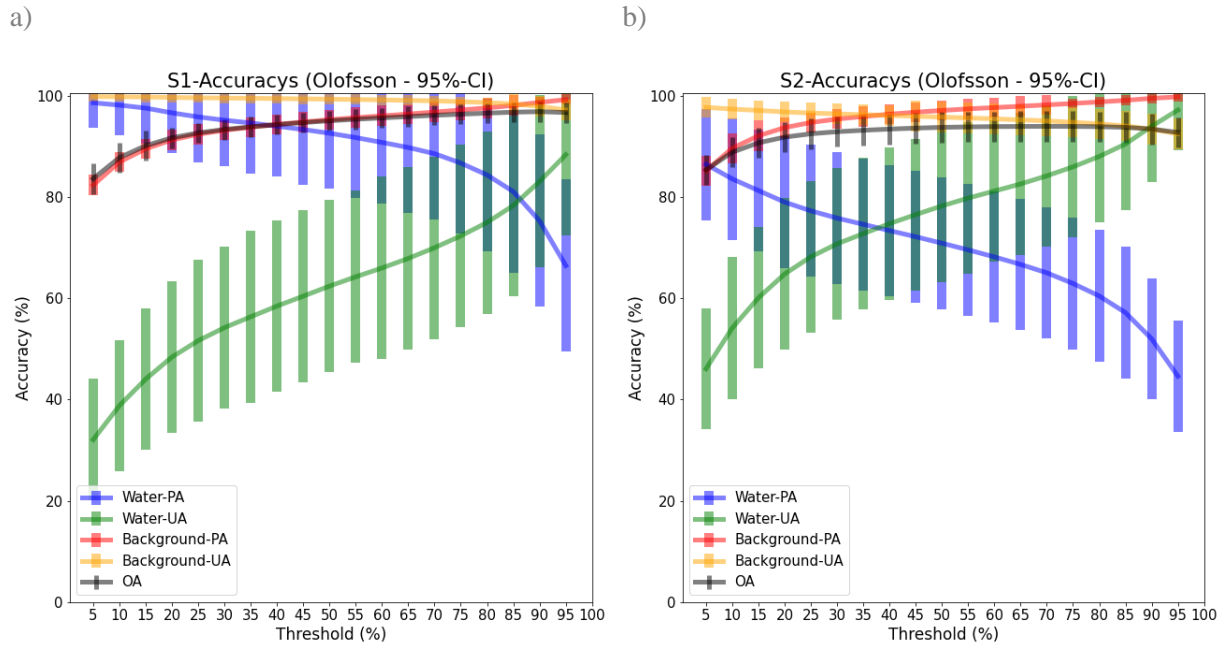 a)
b)
S1-Accuracys (Olofsson - 95%-CI)
100
80
60
40
20
0
Accuracy (%)
Water-PA
Water-UA
Background-PA
Background-UA
OA
5 10 15 20 25 30 35 40 45 50 55 60 65 70 75 80 85 90 95 100
Threshold (%)
S2-Accuracys (Olofsson - 95%-CI)
100
80
60
40
20
0
Accuracy (%)
Water-PA
Water-UA
Background-PA
Background-UA
OA
5 10 15 20 25 30 35 40 45 50 55 60 65 70 75 80 85 90 95 100
Threshold (%)